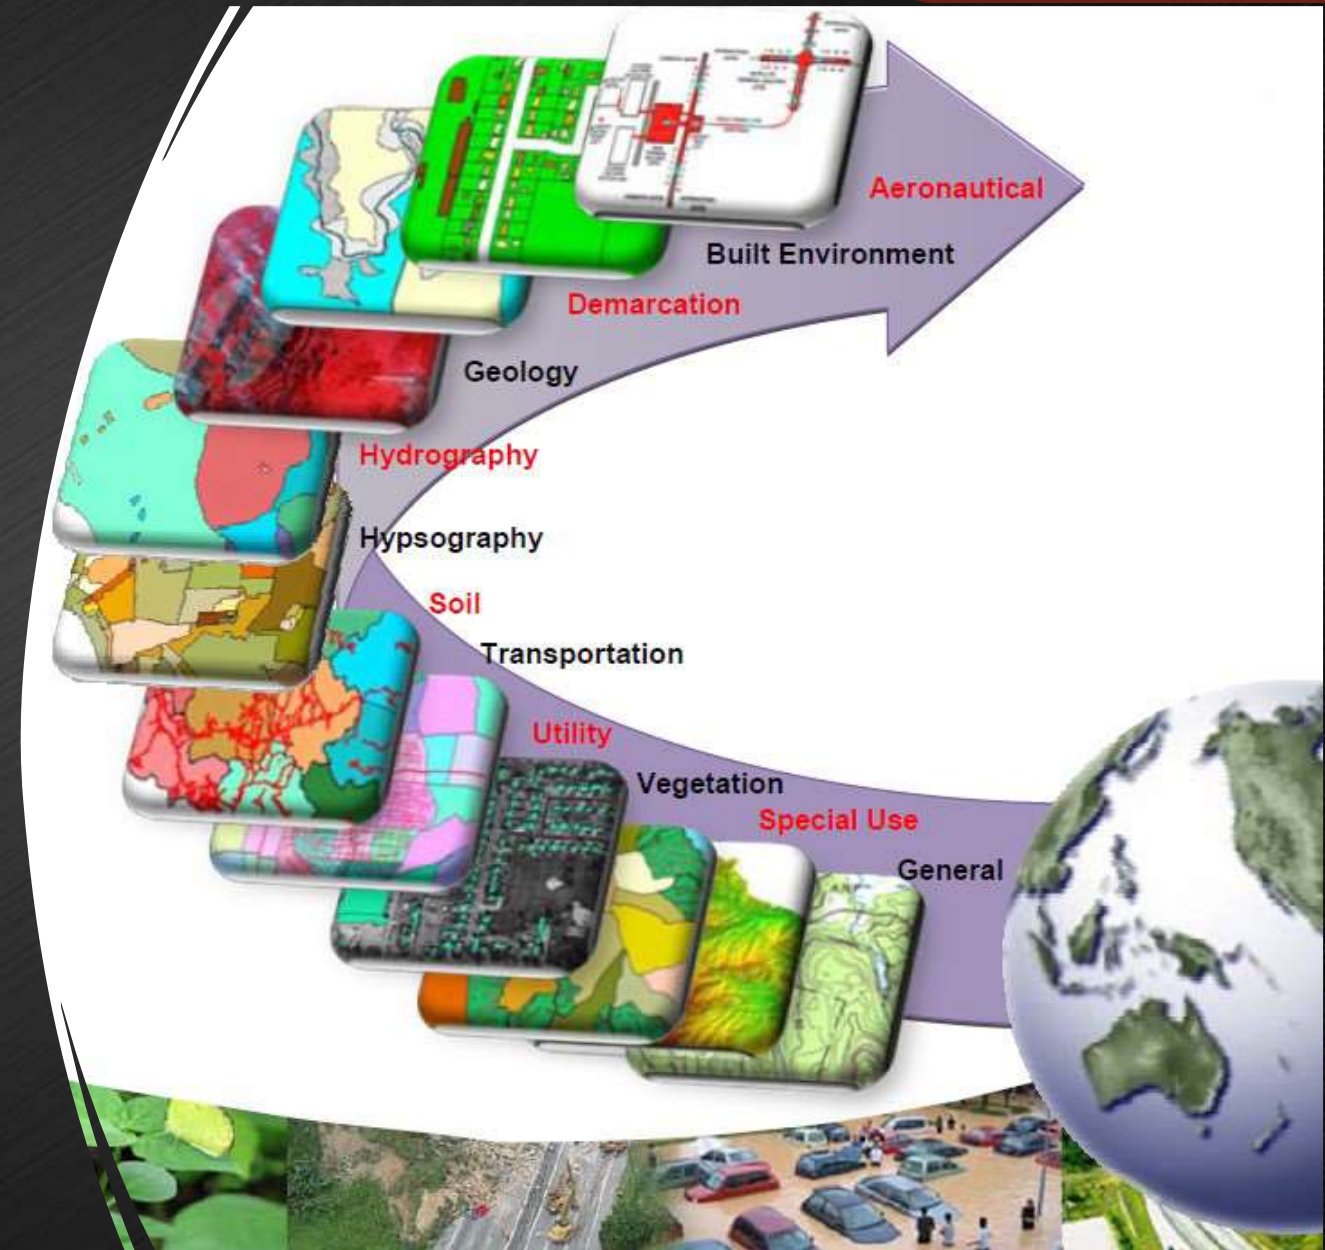 Aeronautical
Built Environment
Demarcation
Geology
Hydrography
Hypsography
Soil
Transportation
Utility
Vegetation
Special Use
General